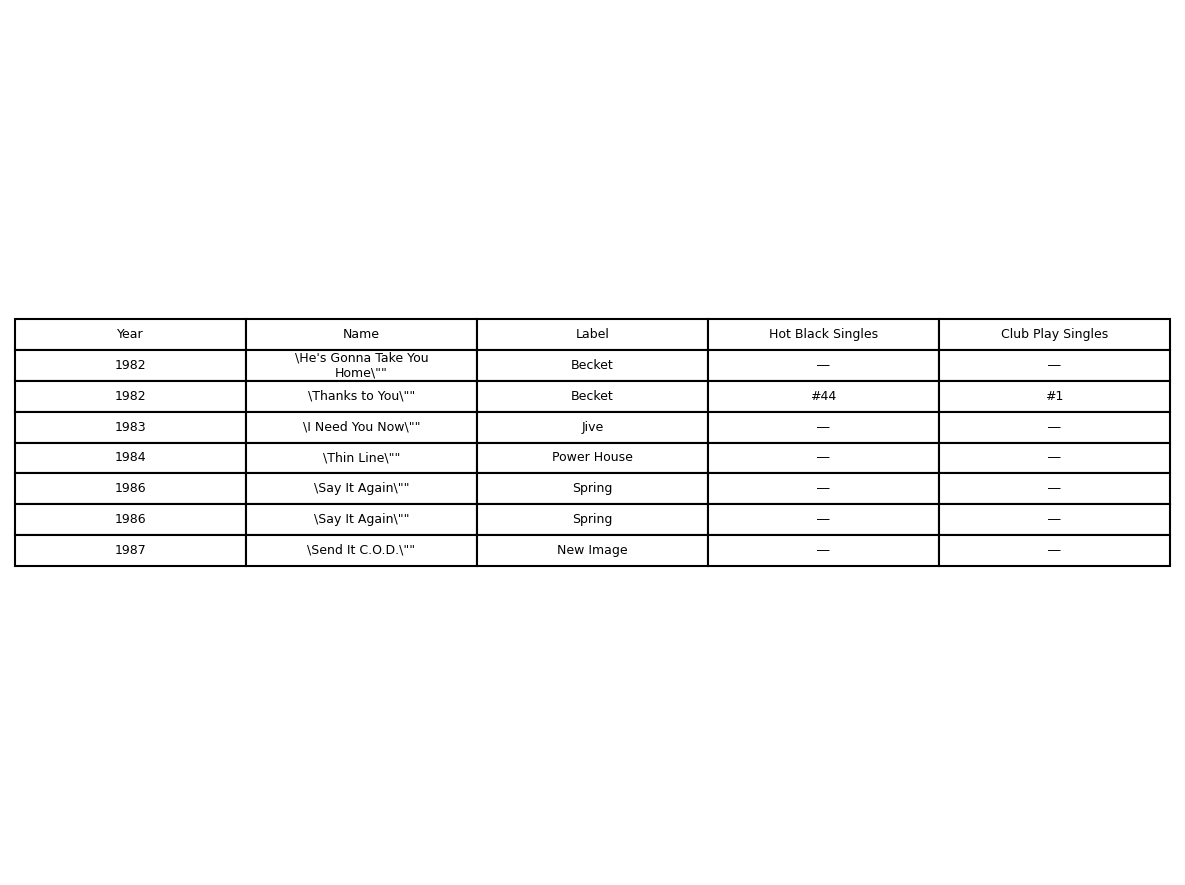 Year Name Label Hot Black Singles Club Play Singles
1982 \He's Gonna Take You Home\"" Becket — —
1982 \Thanks to You\"" Becket #44 #1
1983 \I Need You Now\"" Jive — —
1984 \Thin Line\"" Power House — —
1986 \Say It Again\"" Spring — —
1986 \Say It Again\"" Spring — —
1987 \Send It C.O.D.\"" New Image — —